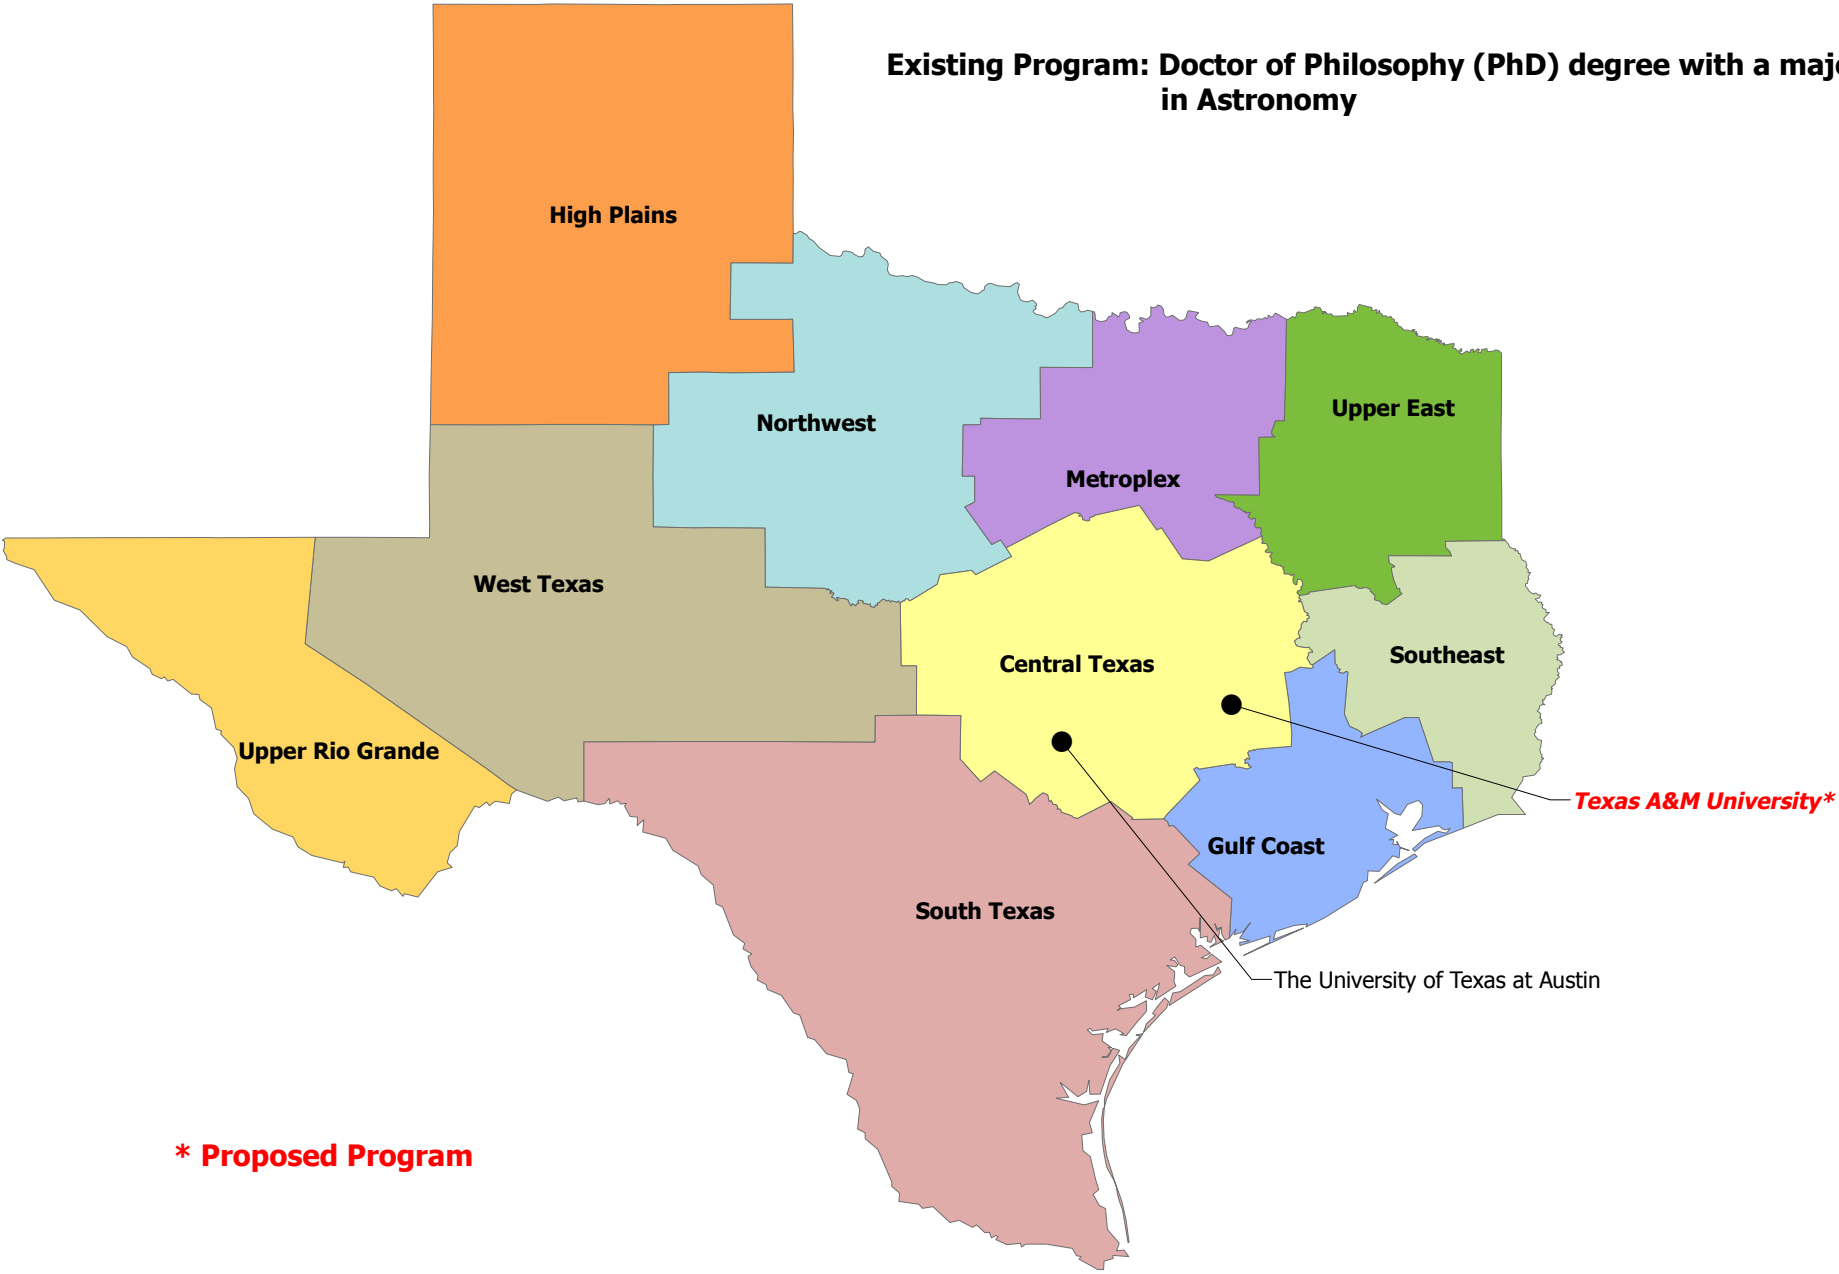 Existing Program: Doctor of Philosophy (PhD) degree with a
in Astronomy
High Plains
Upper East
Northwest
Metroplex
West Texas
Southeast
Central Texas
Upper Rio Grande
Texas A&M University*
Gulf Coast
South Texas
The University of Texas at Austin
* Proposed Program